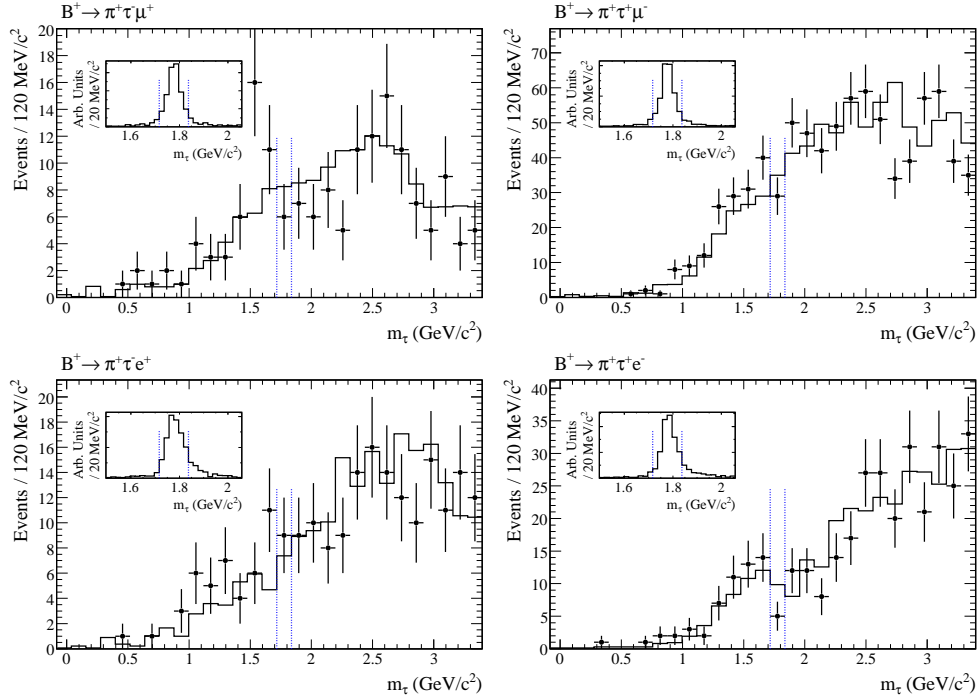 B⁺→ π⁺τ⁻μ⁺
Events / 120 MeV/c²
20
18
16
14
12
10
8
6
4
2
0
Arb. Units
/ 20 MeV/c²
1.6 1.8 2
m_τ (GeV/c²)
0 0.5 1 1.5 2 2.5 3
m_τ (GeV/c²)
B⁺→ π⁺τ⁺μ⁻
Events / 120 MeV/c²
70
60
50
40
30
20
10
0
Arb. Units
/ 20 MeV/c²
1.6 1.8 2
m_τ (GeV/c²)
0 0.5 1 1.5 2 2.5 3
m_τ (GeV/c²)
B⁺→ π⁺τ⁻e⁺
Events / 120 MeV/c²
20
18
16
14
12
10
8
6
4
2
0
Arb. Units
/ 20 MeV/c²
1.6 1.8 2
m_τ (GeV/c²)
0 0.5 1 1.5 2 2.5 3
m_τ (GeV/c²)
B⁺→ π⁺τ⁺e⁻
Events / 120 MeV/c²
40
35
30
25
20
15
10
5
0
Arb. Units
/ 20 MeV/c²
1.6 1.8 2
m_τ (GeV/c²)
0 0.5 1 1.5 2 2.5 3
m_τ (GeV/c²)